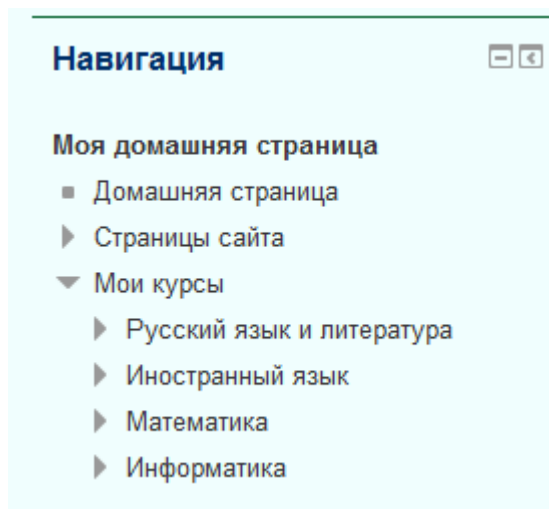 Навигация
Моя домашняя страница
Домашняя страница
Страницы сайта
Мои курсы
Русский язык и литература
Иностранный язык
Математика
Информатика